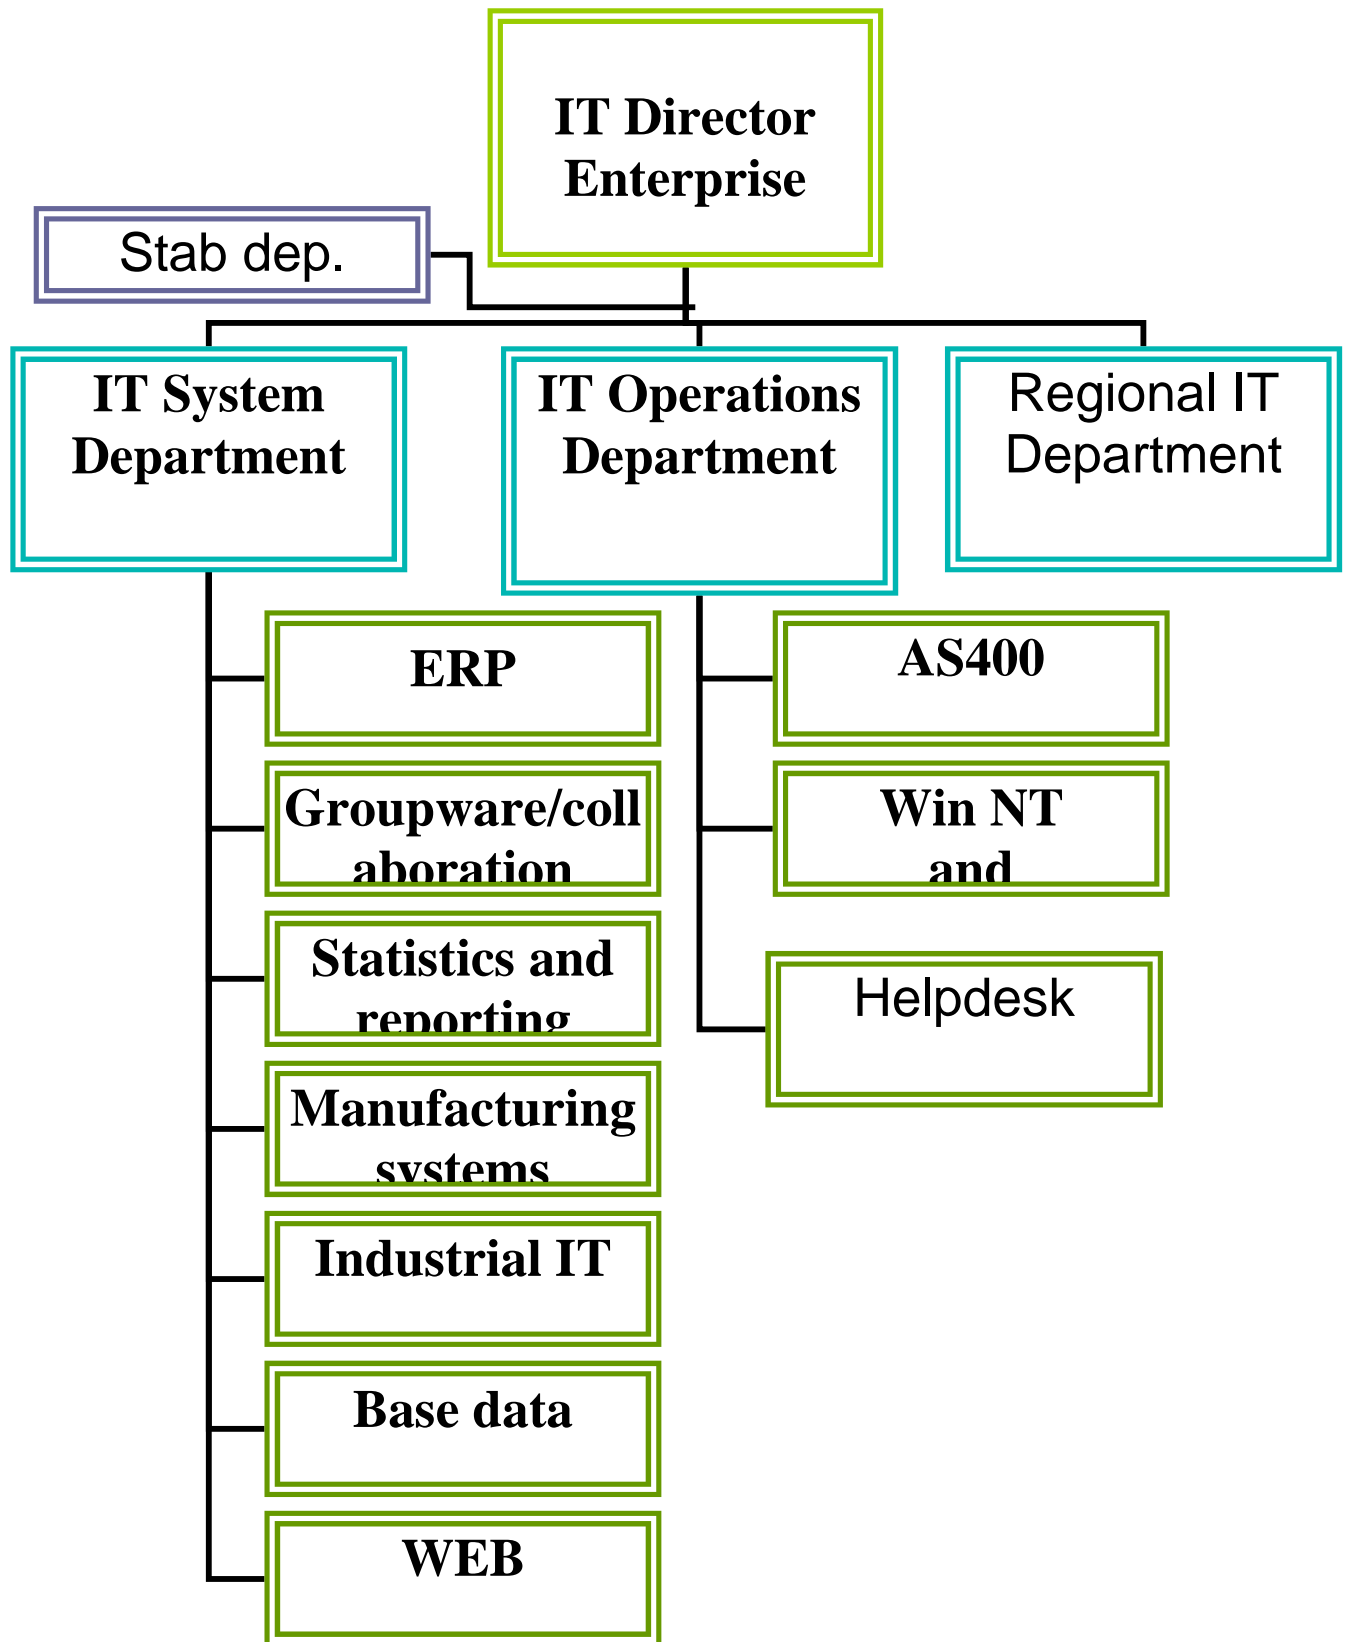 IT Director
Enterprise
Stab dep.
IT System
Department
IT Operations
Department
Regional IT
Department
ERP
Groupware/coll
aboration
Statistics and
reporting
Manufacturing
systems
Industrial IT
Base data
WEB
AS400
Win NT
and
Helpdesk